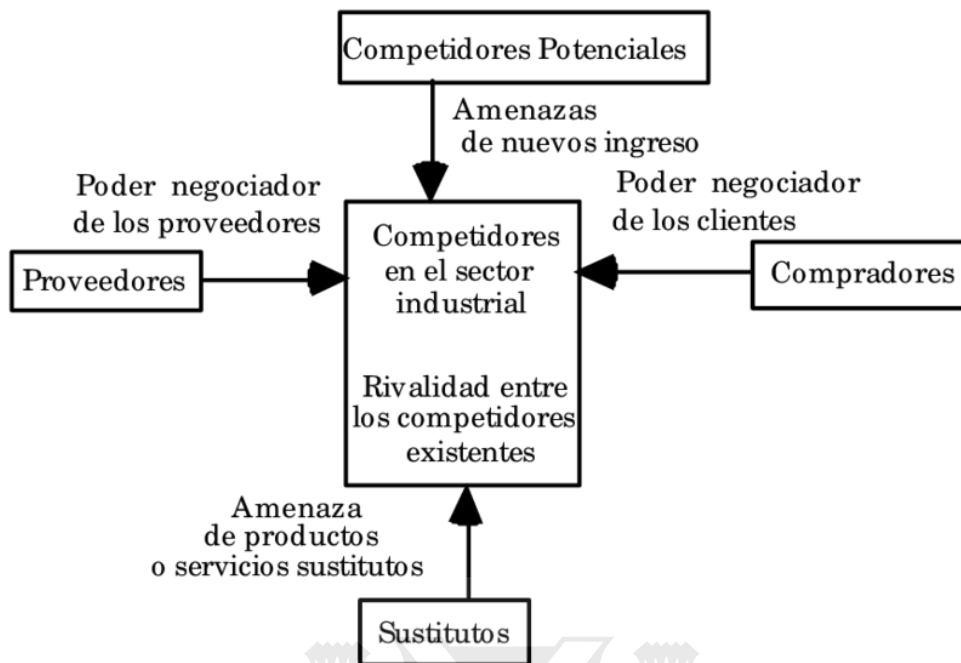 Competidores Potenciales
Amenazas
de nuevos ingreso
Poder negociador
de los proveedores
Poder negociador
de los clientes
Proveedores
Competidores
en el sector
industrial
Compradores
Rivalidad entre
los competidores
existentes
Amenaza
de productos
o servicios sustitutos
Sustitutos